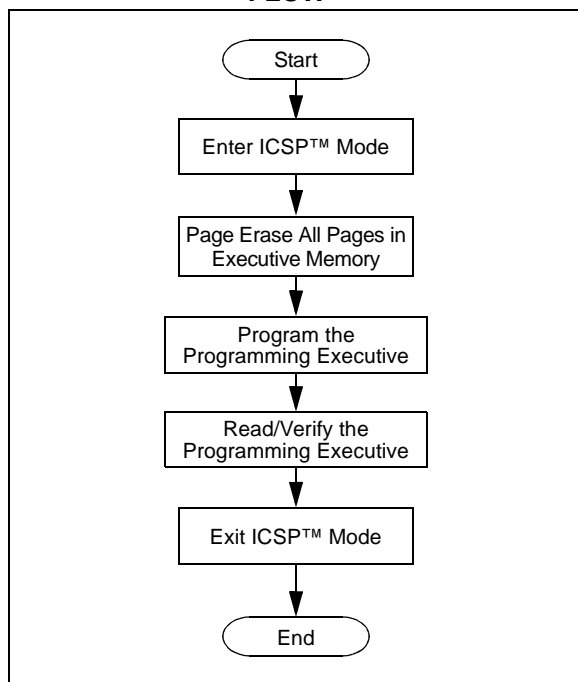 Start
Enter ICSP™ Mode
Page Erase All Pages in
Executive Memory
Program the
Programming Executive
Read/Verify the
Programming Executive
Exit ICSP™ Mode
End